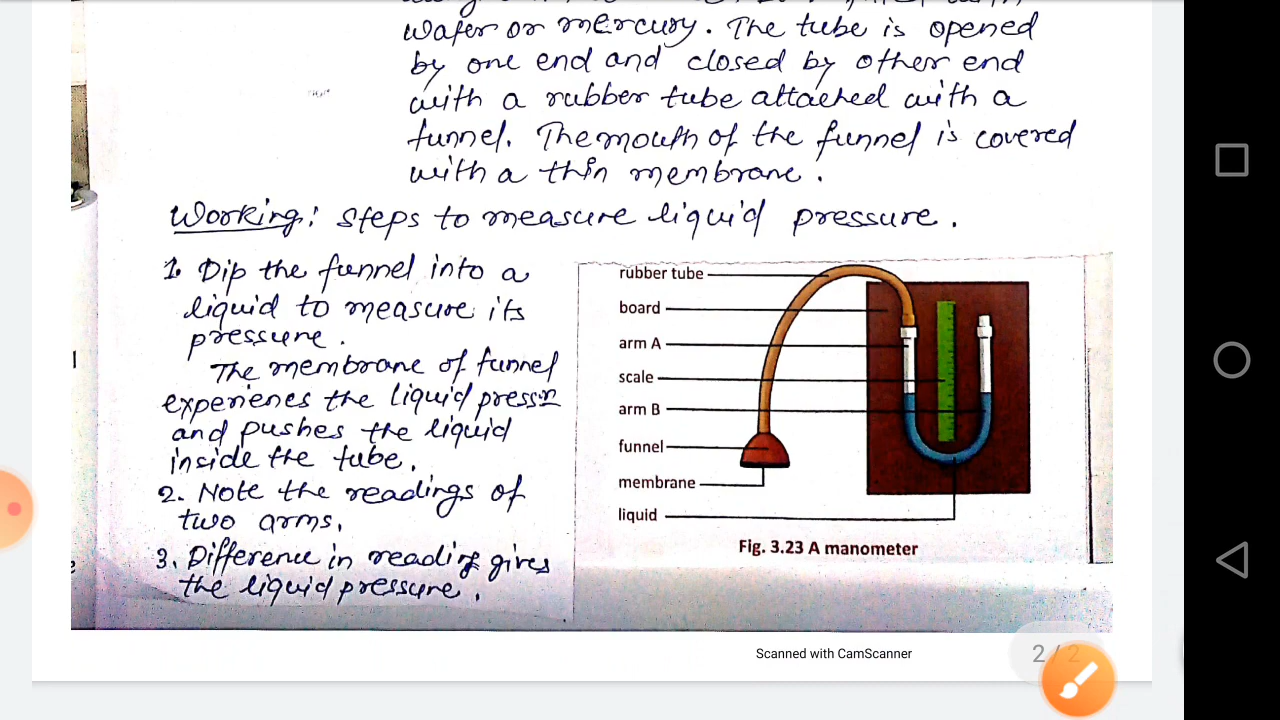 water or mercury. The tube is opened
by one end and closed by other end
with a rubber tube attached with a
funnel. The mouth of the funnel is covered
with a thin membrane.
Working: Steps to measure liquid pressure.
1. Dip the funnel into a
liquid to measure its
pressure.
The membrane of funnel
experienes the liquid
and pushes the liquid
inside the tube.
2. Note the readings of
two arms.
3. Difference in reading gives
the liquid pressure.
rubber tube
board
arm A
scale
arm B
funnel
membrane
liquid
Fig. 3.23 A manometer
Scanned with CamScanner
2 / 2